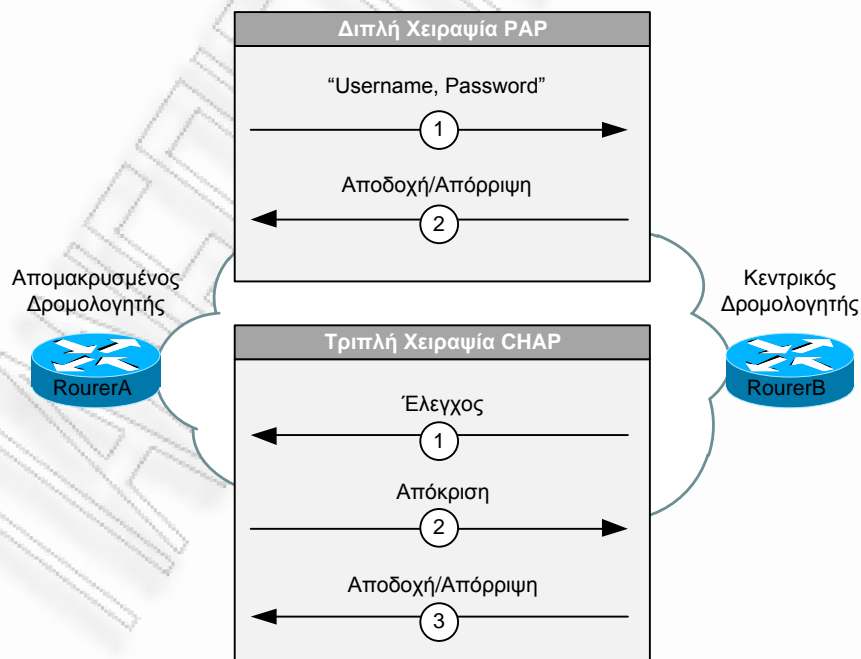 Διπλή Χειραψία PAP
“Username, Password”
1
Αποδοχή/Απόρριψη
2
Απομακρυσμένος
Δρομολογητής
RourerA
Κεντρικός
Δρομολογητής
RourerB
Τριπλή Χειραψία CHAP
Έλεγχος
1
Απόκριση
2
Αποδοχή/Απόρριψη
3